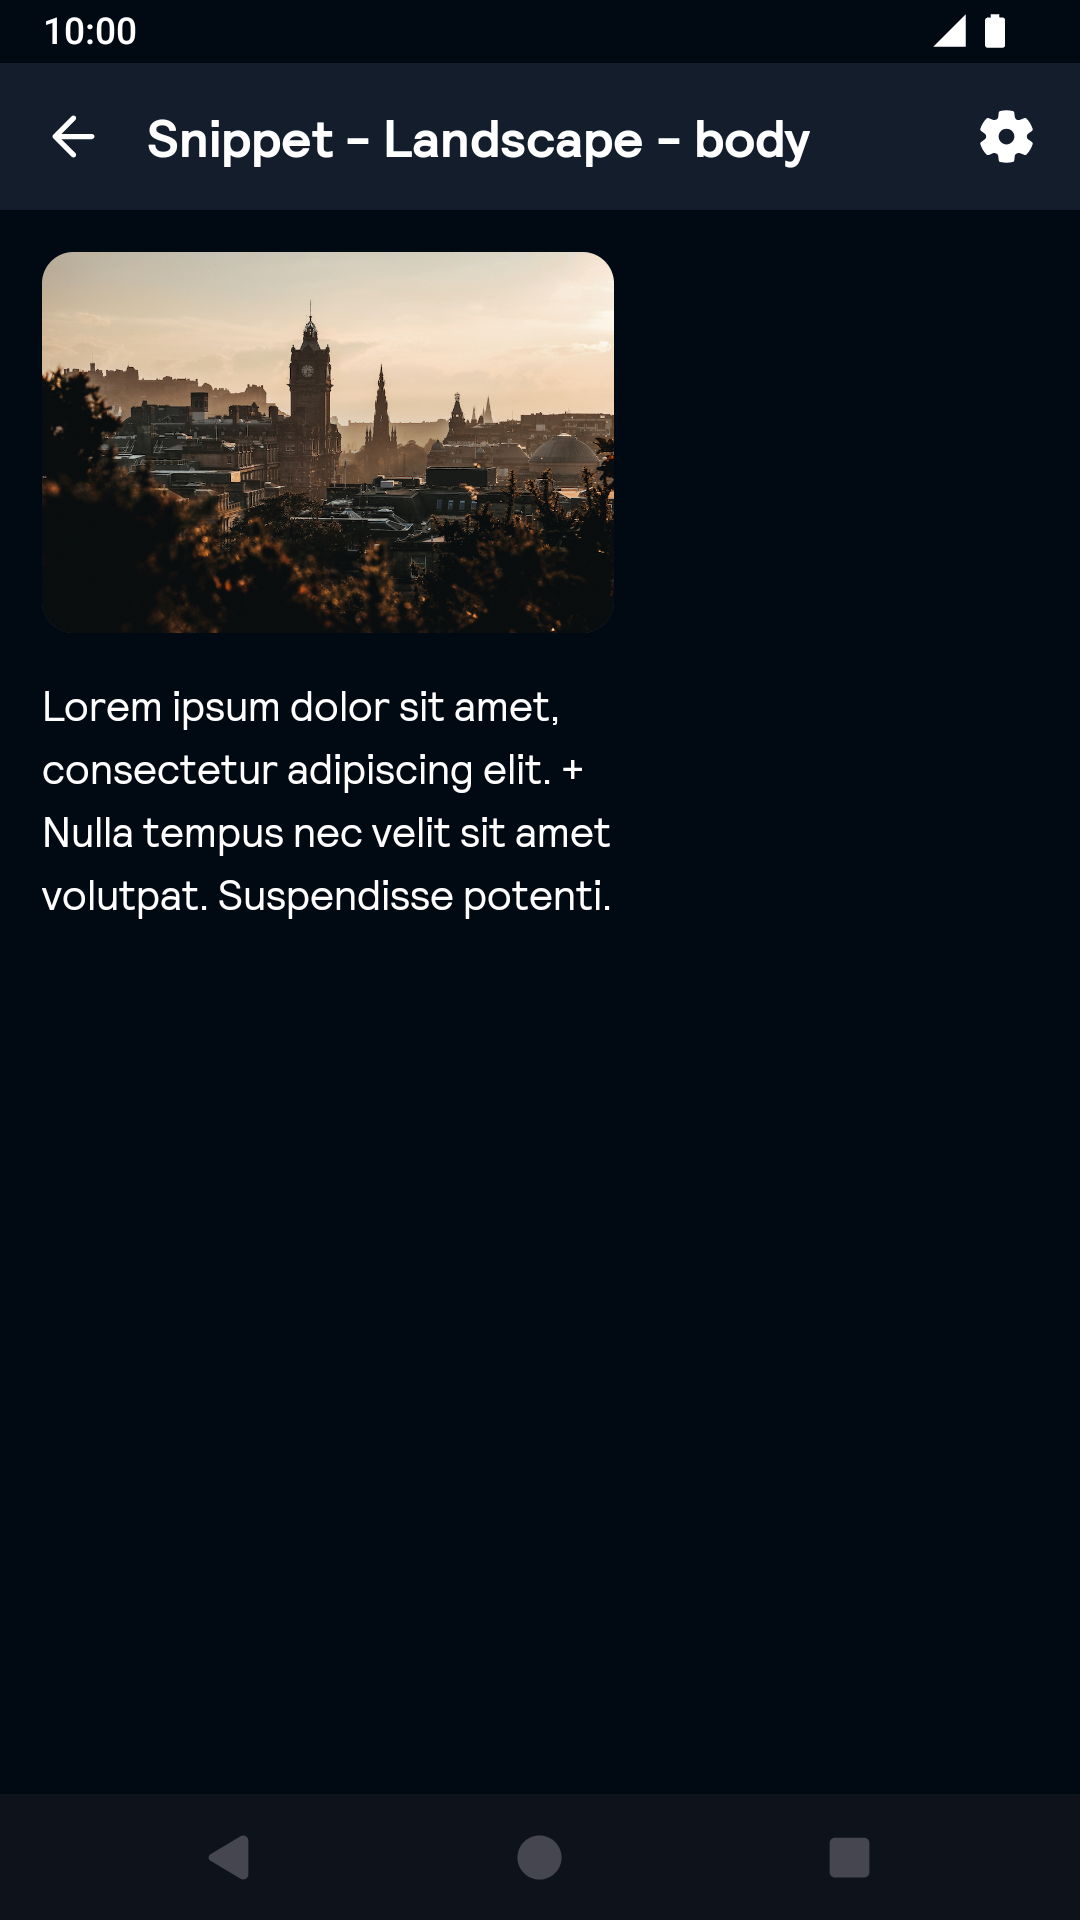 10:00
Snippet - Landscape - body
Lorem ipsum dolor sit amet,
consectetur adipiscing elit. +
Nulla tempus nec velit sit amet
volutpat. Suspendisse potenti.